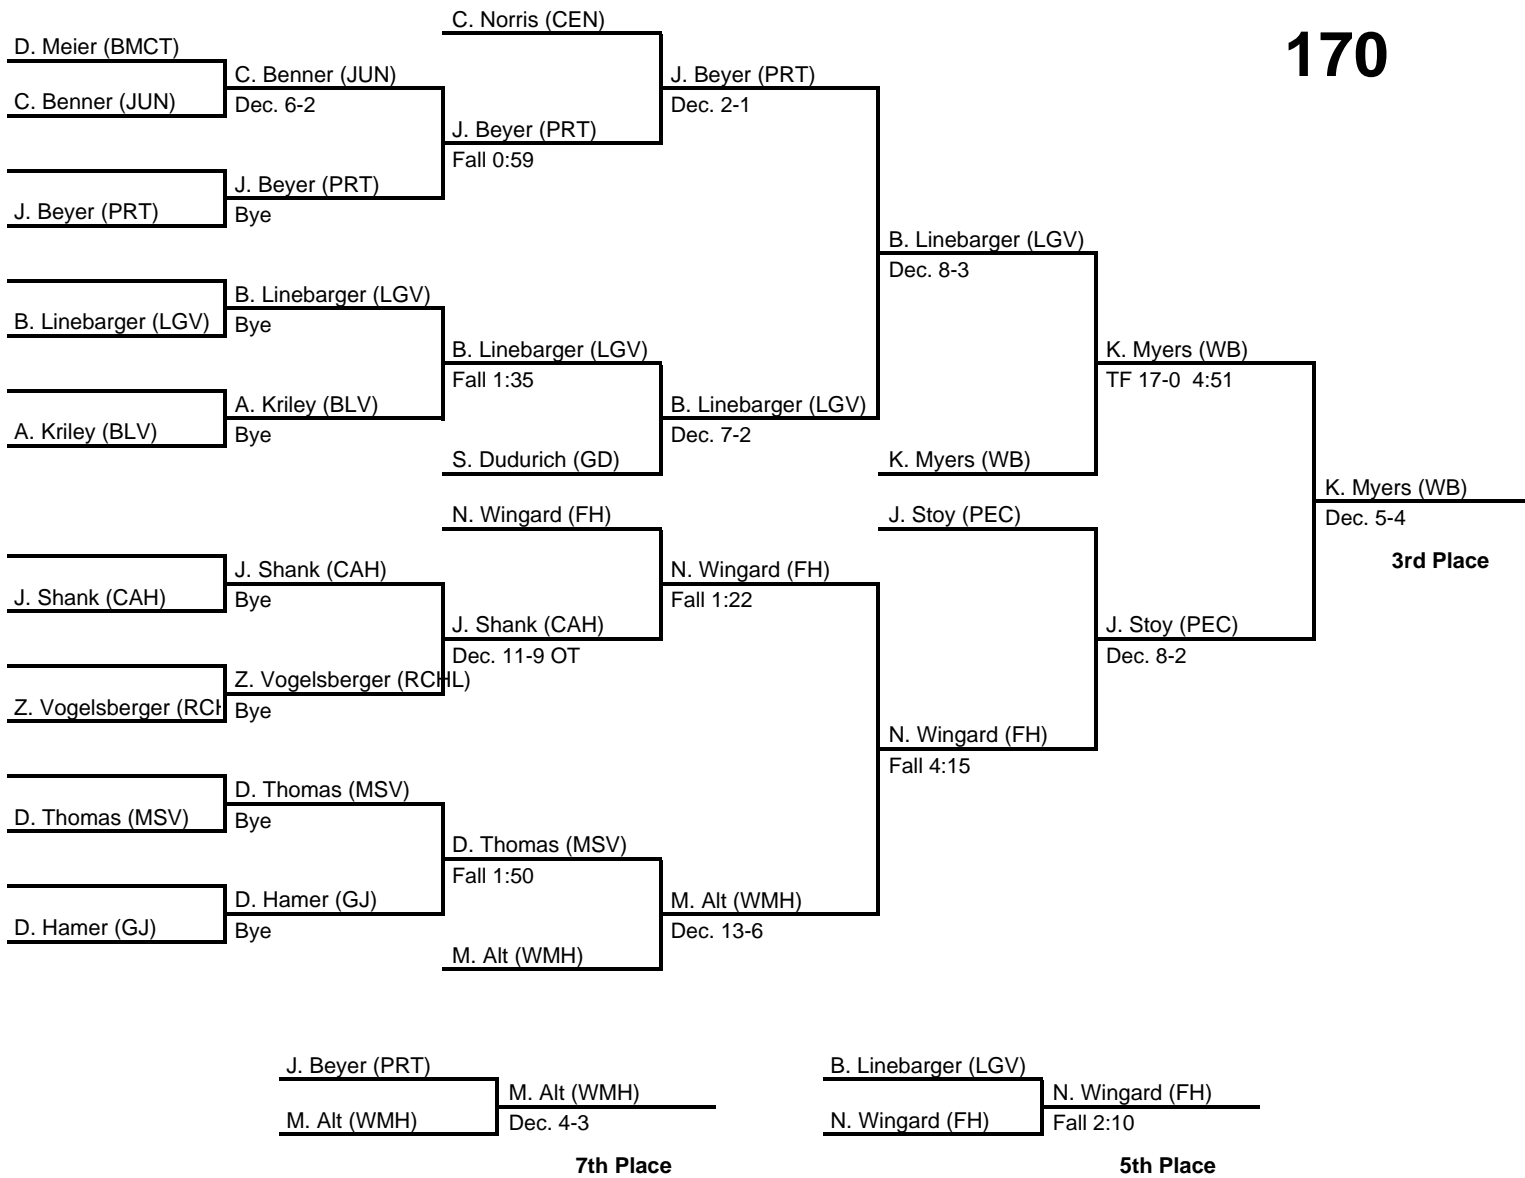 170
D. Meier (BMCT)
C. Benner (JUN)
J. Beyer (PRT)
B. Linebarger (LGV)
A. Kriley (BLV)
J. Shank (CAH)
Z. Vogelsberger (RCH
D. Thomas (MSV)
D. Hamer (GJ)
C. Benner (JUN)
Dec. 6-2
J. Beyer (PRT)
Bye
B. Linebarger (LGV)
Bye
A. Kriley (BLV)
Bye
J. Shank (CAH)
Bye
Z. Vogelsberger (RCHL)
Bye
D. Thomas (MSV)
Bye
D. Hamer (GJ)
Bye
C. Norris (CEN)
J. Beyer (PRT)
Fall 0:59
B. Linebarger (LGV)
Fall 1:35
S. Dudurich (GD)
N. Wingard (FH)
J. Shank (CAH)
Dec. 11-9 OT
D. Thomas (MSV)
Fall 1:50
M. Alt (WMH)
J. Beyer (PRT)
Dec. 2-1
B. Linebarger (LGV)
Dec. 7-2
N. Wingard (FH)
Fall 1:22
M. Alt (WMH)
Dec. 13-6
B. Linebarger (LGV)
Dec. 8-3
K. Myers (WB)
J. Stoy (PEC)
N. Wingard (FH)
Fall 4:15
K. Myers (WB)
TF 17-0 4:51
J. Stoy (PEC)
Dec. 8-2
K. Myers (WB)
Dec. 5-4
3rd Place
J. Beyer (PRT)
M. Alt (WMH)
M. Alt (WMH)
Dec. 4-3
7th Place
B. Linebarger (LGV)
N. Wingard (FH)
N. Wingard (FH)
Fall 2:10
5th Place